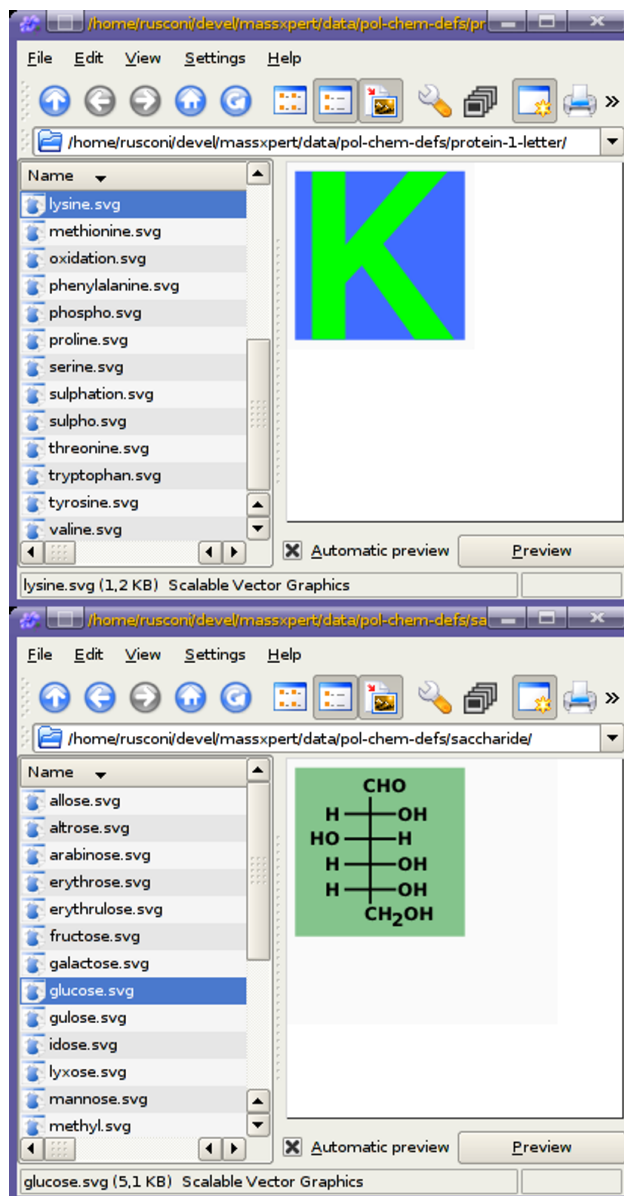 /home/rusconi/devel/massxpert/data/pol-chem-defs/pr
File Edit View Settings Help
/home/rusconi/devel/massxpert/data/pol-chem-defs/protein-1-letter/
Name
lysine.svg
methionine.svg
oxidation.svg
phenylalanine.svg
phospho.svg
proline.svg
serine.svg
sulphation.svg
sulpho.svg
threonine.svg
tryptophan.svg
tyrosine.svg
valine.svg
K
Automatic preview Preview
lysine.svg (1,2 KB) Scalable Vector Graphics
/home/rusconi/devel/massxpert/data/pol-chem-defs/sa
File Edit View Settings Help
/home/rusconi/devel/massxpert/data/pol-chem-defs/saccharide/
Name
allose.svg
altrose.svg
arabinose.svg
erythrose.svg
erythrulose.svg
fructose.svg
galactose.svg
glucose.svg
gulose.svg
idose.svg
lyxose.svg
mannose.svg
methyl.svg
CHO
H OH
HO H
H OH
H OH
CH2OH
Automatic preview Preview
glucose.svg (5,1 KB) Scalable Vector Graphics